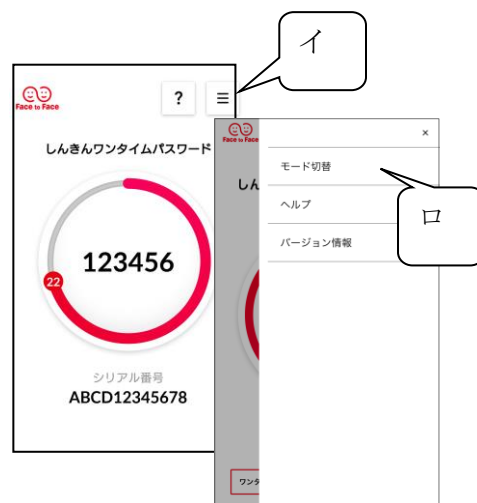 イ
Face to Face
?
≡
しんきんワンタイムパスワード
123456
22
シリアル番号
ABCD12345678
Face to Face
×
しん
モード切替
ロ
ヘルプ
バージョン情報
ワンタ